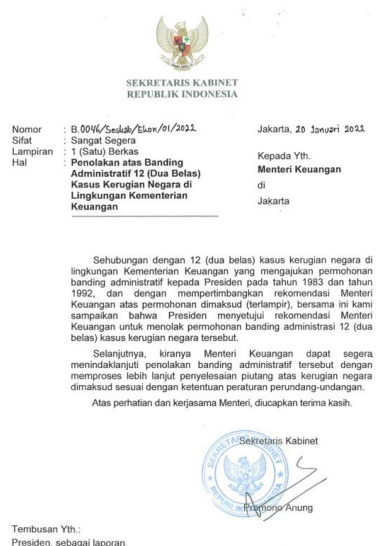 SEKRETARIS KABINET
REPUBLIK INDONESIA
Nomor : B.0046/Seskab/Ekon/01/2022
Jakarta, 20 Januari 2022
Sifat : Sangat Segera
Lampiran : 1 (Satu) Berkas
Hal : Penolakan atas Banding
Administratif 12 (Dua Belas)
Kasus Kerugian Negara di
Lingkungan Kementerian
Keuangan
Kepada Yth.
Menteri Keuangan
di
Jakarta
Sehubungan dengan 12 (dua belas) kasus kerugian negara di
lingkungan Kementerian Keuangan yang mengajukan permohonan
banding administratif kepada Presiden pada tahun 1983 dan tahun
1992, dan dengan mempertimbangkan rekomendasi Menteri
Keuangan atas permohonan dimaksud (terlampir), bersama ini kami
sampaikan bahwa Presiden menyetujui rekomendasi Menteri
Keuangan untuk menolak permohonan banding administrasi 12 (dua
belas) kasus kerugian negara tersebut.
Selanjutnya, kiranya Menteri Keuangan dapat segera
menindaklanjuti penolakan banding administratif tersebut dengan
memproses lebih lanjut penyelesaian piutang atas kerugian negara
dimaksud sesuai dengan ketentuan peraturan perundang-undangan.
Atas perhatian dan kerjasama Menteri, diucapkan terima kasih.
Sekretaris Kabinet
Pramono Anung
Tembusan Yth.:
Presiden, sebagai laporan.